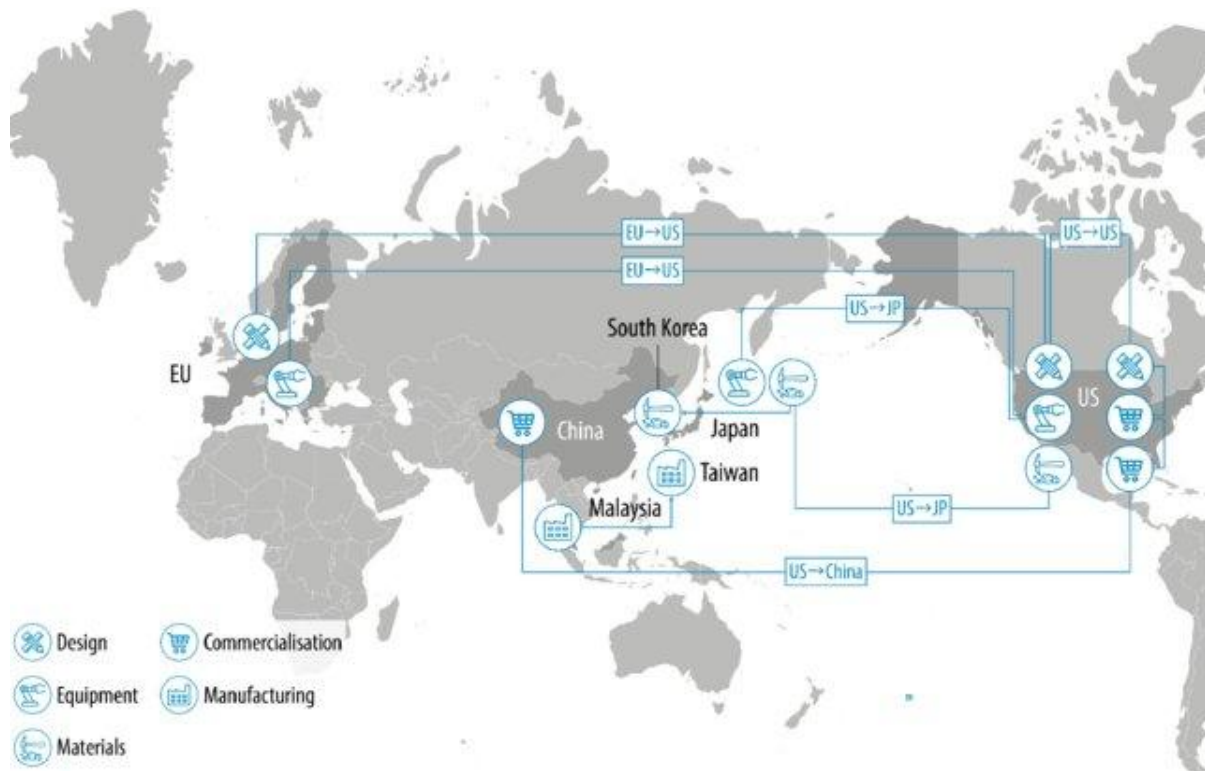 EU→US
US→US
EU→US
US→JP
South Korea
EU
US
China
Japan
Taiwan
Malaysia
US→JP
US→China
Design
Commercialisation
Equipment
Manufacturing
Materials